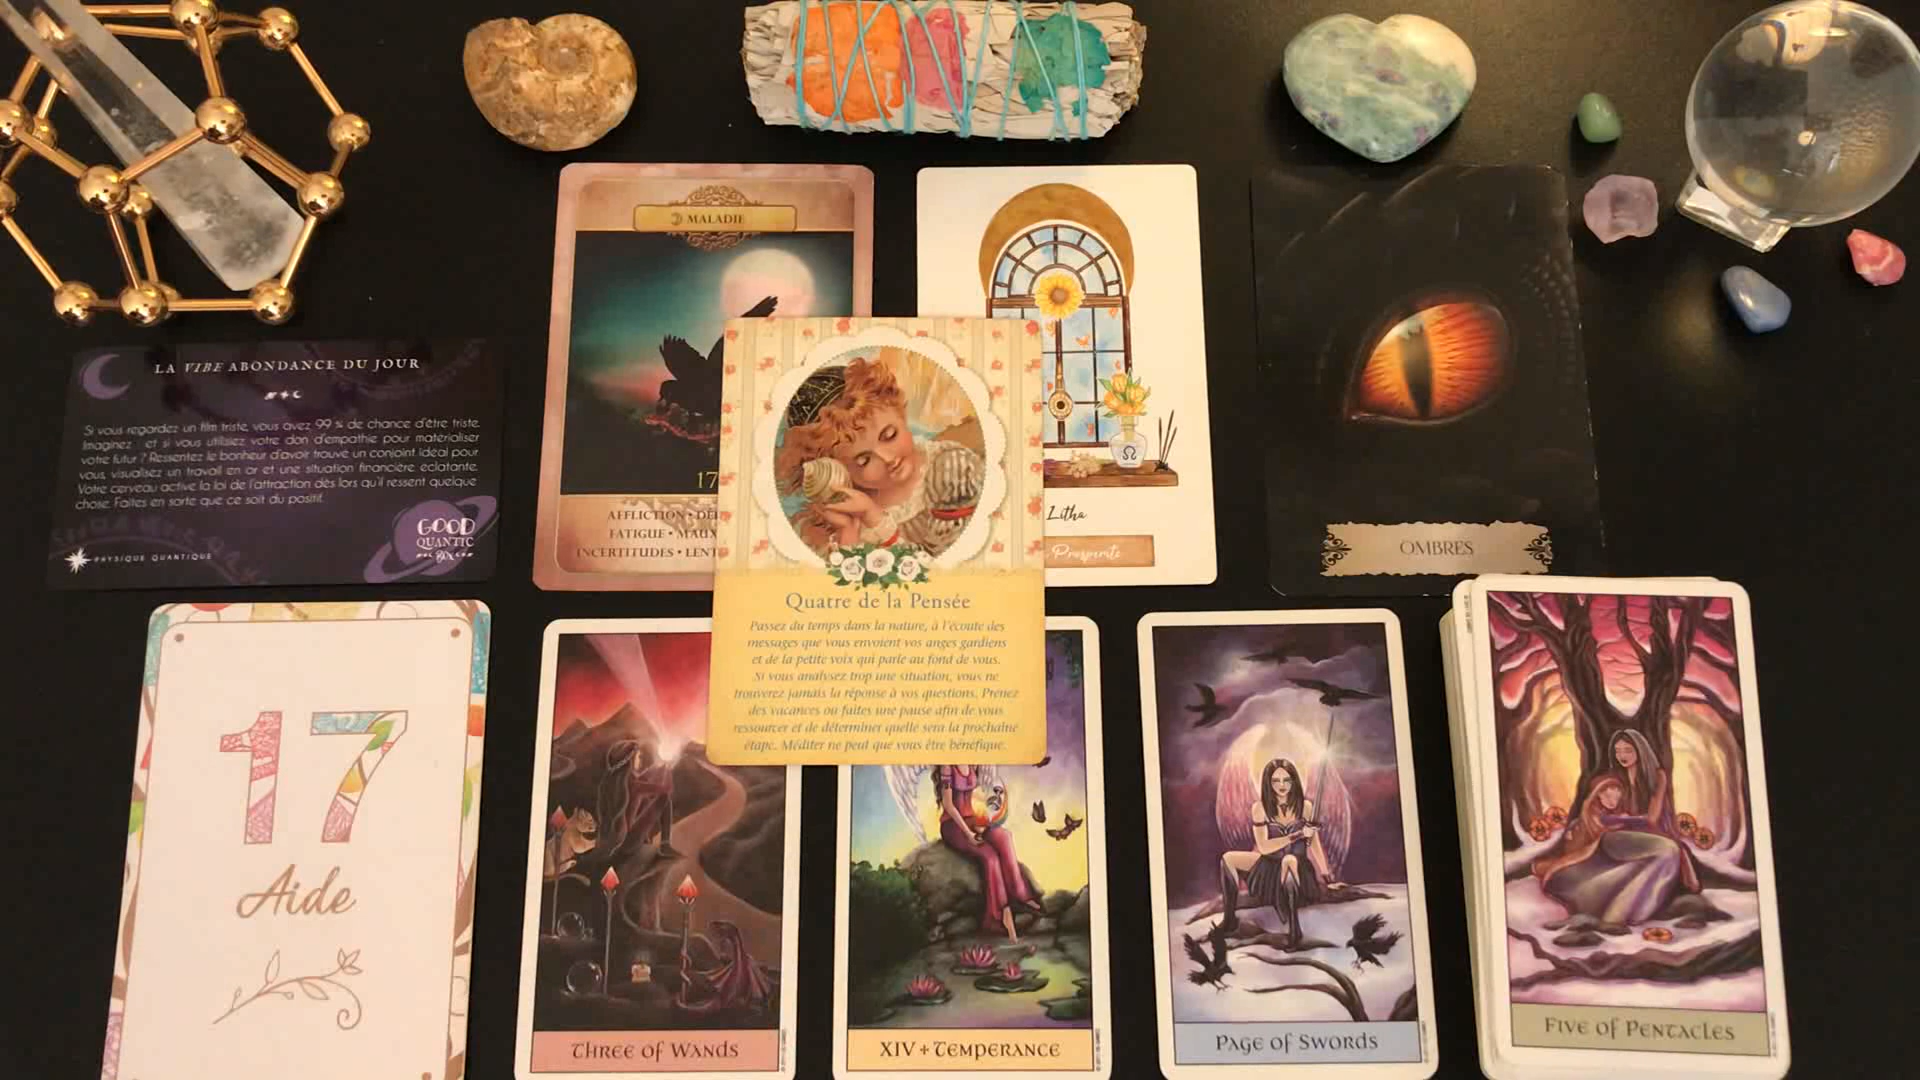 MALADIE
17
AFFLICTION •
FATIGUE • MAUX
INCERTITUDES •
Litha
Prospérité
OMBRES
LA VIBE ABONDANCE DU JOUR
Si vous regardez un film triste, vous avez 99 % de chance d'être triste.
Imaginez et si vous utilisiez votre don d'empathie pour matérialiser
votre futur ? Ressentez le bonheur d'avoir trouvé un conjoint idéal pour
vous, visualisez un travail en or et une situation financière éclatante.
Votre cerveau active la loi de l'attraction dès lors qu'il ressent quelque
chose. Faites en sorte que ce soit du positif.
PHYSIQUE QUANTIQUE
GOOD
QUANTIC
BOX
Quatre de la Pensée
Passez du temps dans la nature, à l'écoute des
messages que vous envoient vos anges gardiens
et de la petite voix qui parle au fond de vous.
Si vous analysez trop une situation, vous ne
trouverez jamais la réponse à vos questions. Prenez
des vacances ou faites une pause afin de vous
ressourcer et de déterminer quelle sera la prochaine
étape. Méditer ne peut que vous être bénéfique.
17
Aide
THREE OF WANDS
XIV + TEMPERANCE
PAGE OF SWORDS
FIVE OF PENTACLES